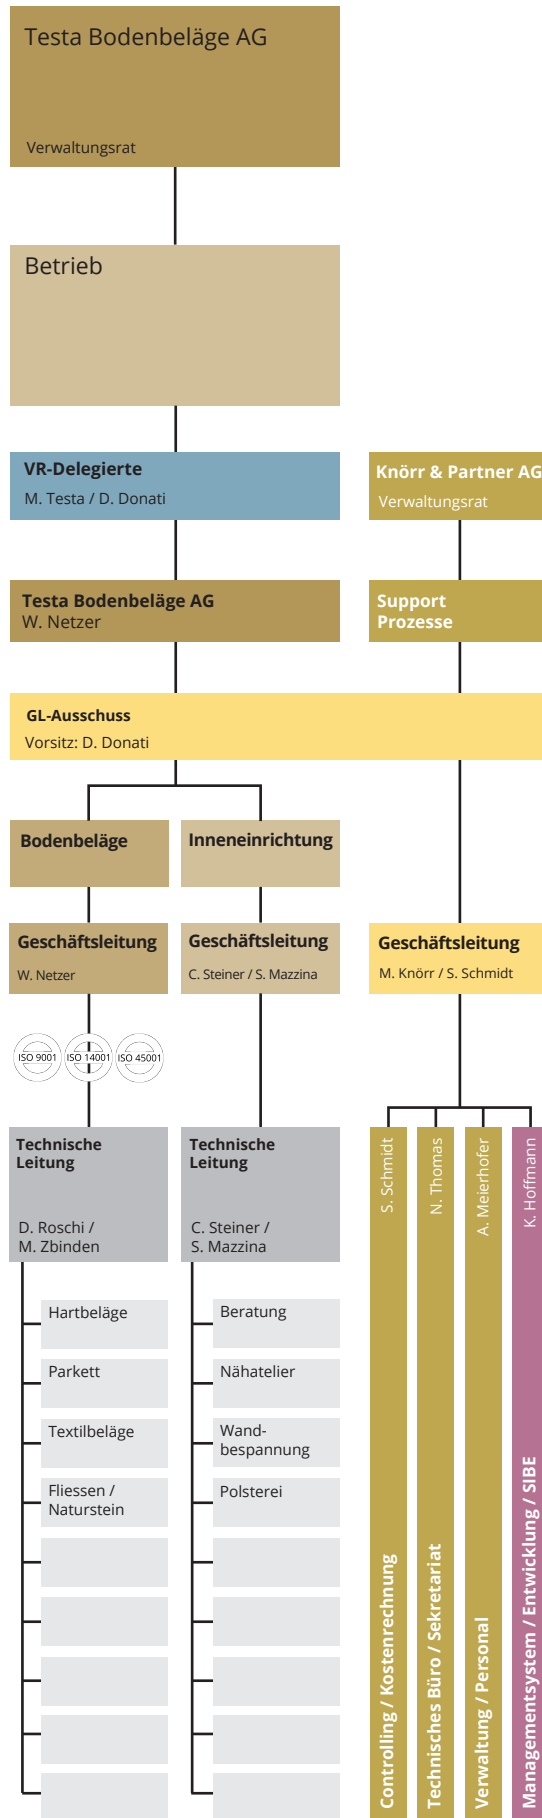 Testa Bodenbeläge AG
Verwaltungsrat
Betrieb
VR-Delegierte
M. Testa / D. Donati
Knörr & Partner AG
Verwaltungsrat
Testa Bodenbeläge AG
W. Netzer
Support
Prozesse
GL-Ausschuss
Vorsitz: D. Donati
Bodenbeläge
Inneneinrichtung
Geschäftsleitung
W. Netzer
Geschäftsleitung
C. Steiner / S. Mazzina
Geschäftsleitung
M. Knörr / S. Schmidt
ISO 9001
ISO 14001
ISO 45001
Technische
Leitung
D. Roschi /
M. Zbinden
Technische
Leitung
C. Steiner /
S. Mazzina
Hartbeläge
Parkett
Textilbeläge
Fliessen /
Naturstein
Beratung
Nähatelier
Wand-
bespannung
Polsterei
Controlling / Kostenrechnung
S. Schmidt
Technisches Büro / Sekretariat
N. Thomas
Verwaltung / Personal
A. Meierhofer
Managementsystem / Entwicklung / SIBE
K. Hoffmann